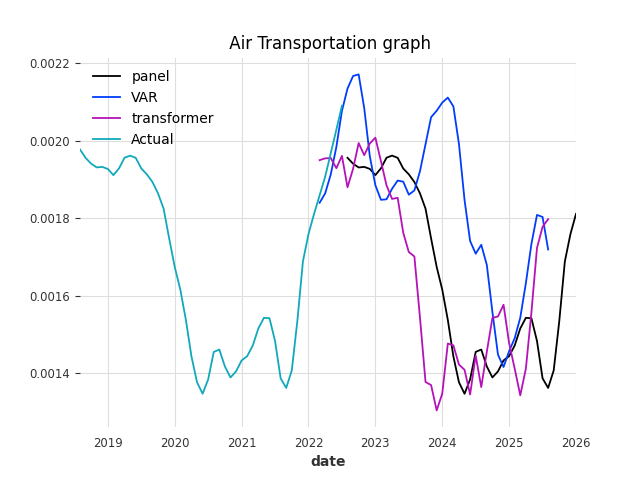 Air Transportation graph
panel
VAR
transformer
Actual
0.0022
0.0020
0.0018
0.0016
0.0014
2019 2020 2021 2022 2023 2024 2025 2026
date